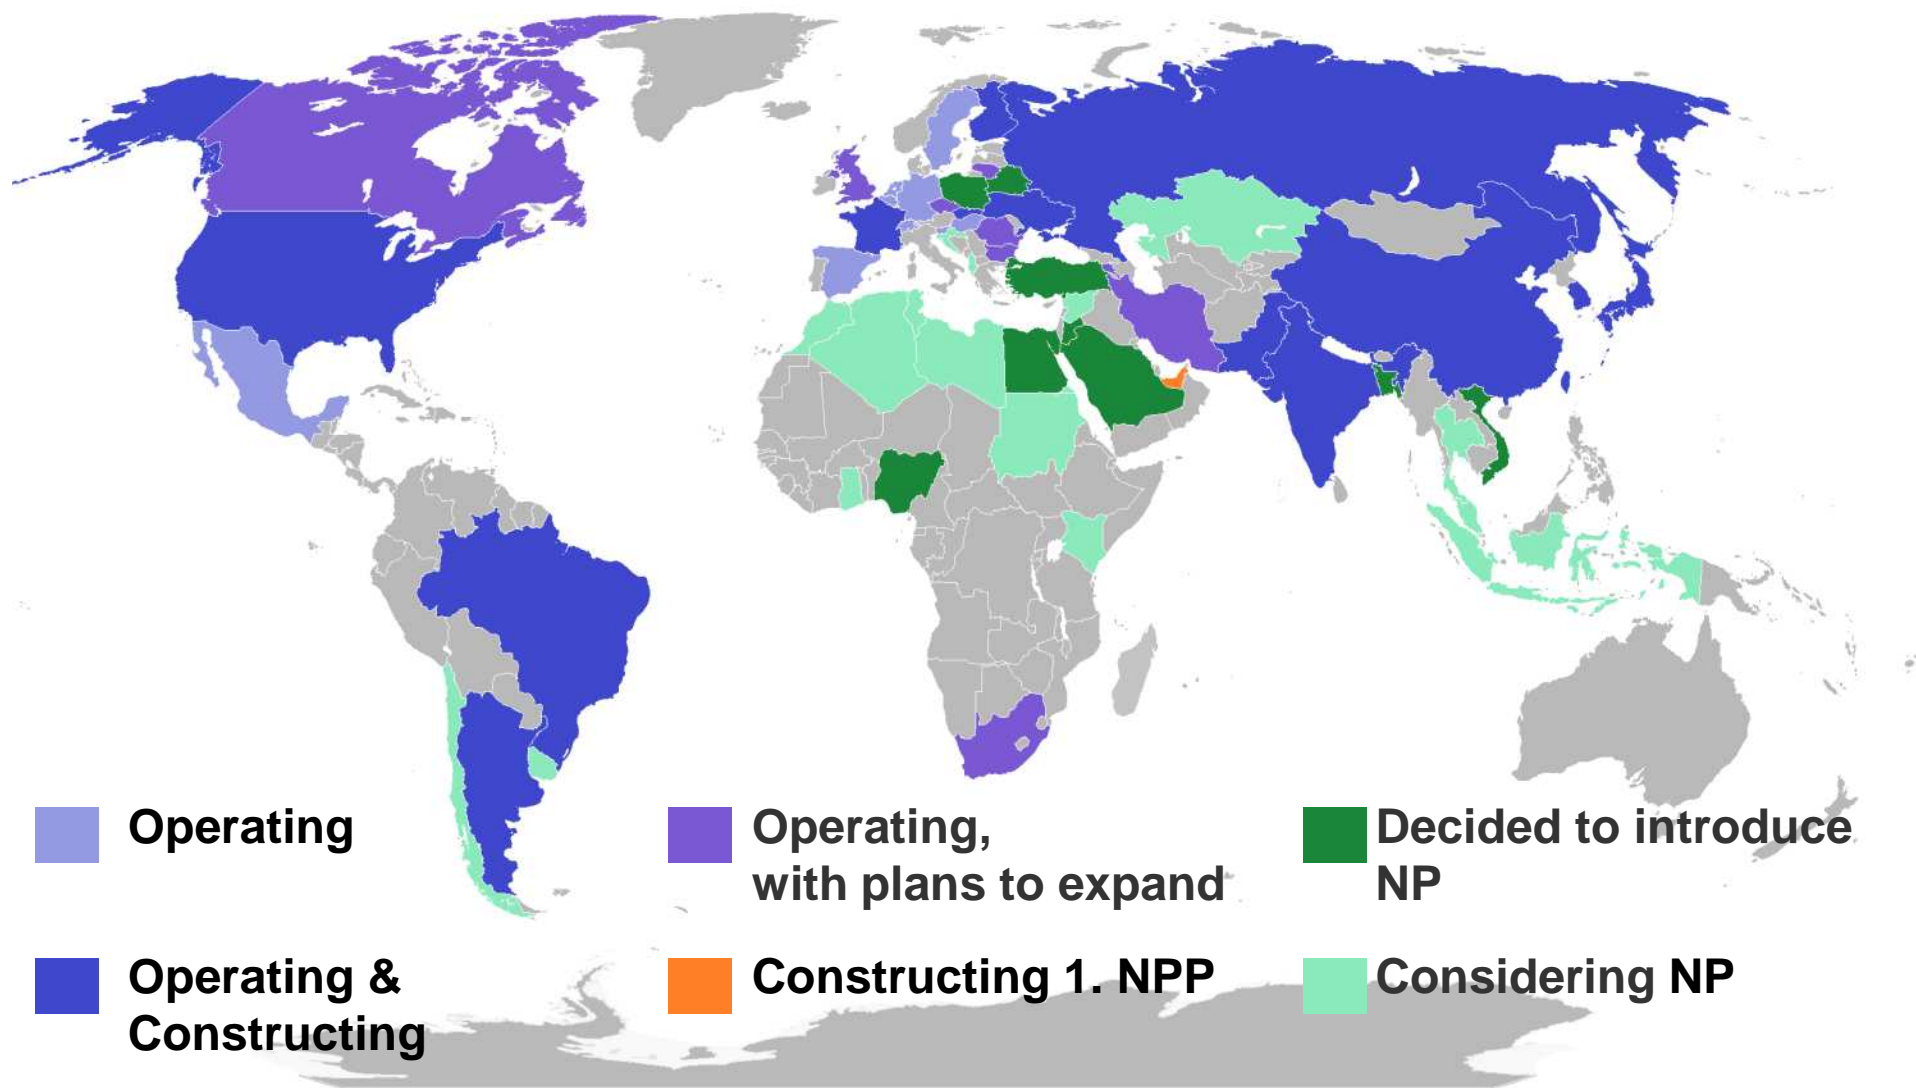 Operating
Operating,
with plans to expand
Decided to introduce
NP
Operating &
Constructing
Constructing 1. NPP
Considering NP